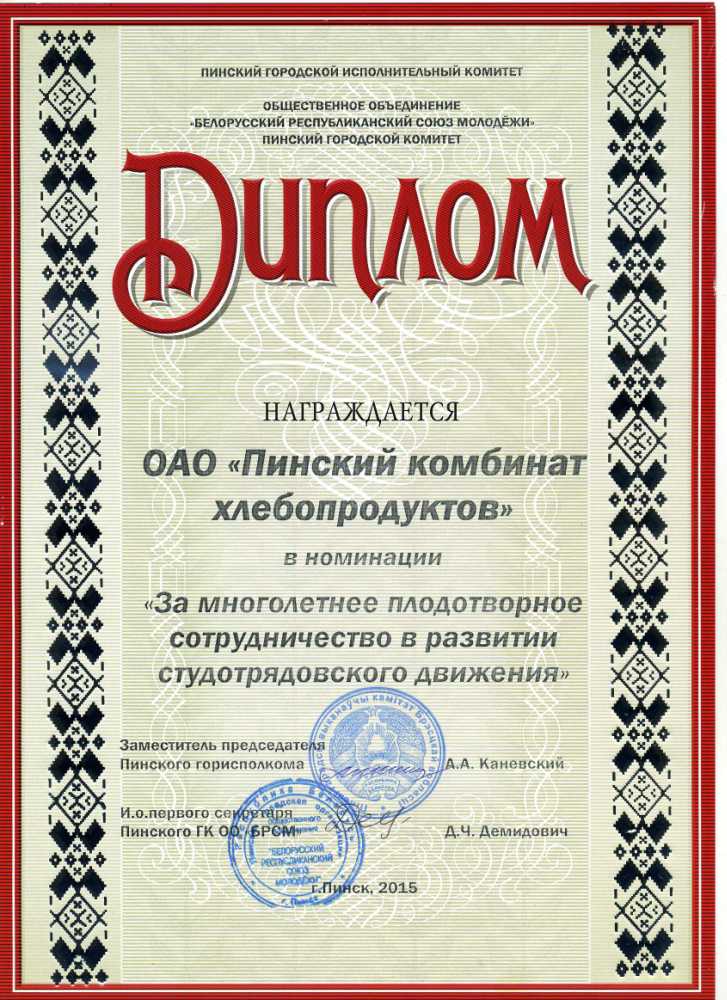 ПИНСКИЙ ГОРОДСКОЙ ИСПОЛНИТЕЛЬНЫЙ КОМИТЕТ
ОБЩЕСТВЕННОЕ ОБЪЕДИНЕНИЕ
«БЕЛОРУССКИЙ РЕСПУБЛИКАНСКИЙ СОЮЗ МОЛОДЁЖИ»
ПИНСКИЙ ГОРОДСКОЙ КОМИТЕТ
Диплом
НАГРАЖДАЕТСЯ
ОАО «Пинский комбинат
хлебопродуктов»
в номинации
«За многолетнее плодотворное
сотрудничество в развитии
студотрядовского движения»
Заместитель председателя
Пинского горисполкома А.А. Каневский
И.о.первого секретаря
Пинского ГК ОО «БРСМ» Д.Ч. Демидович
"БЕЛОРУССКИЙ
РЕСПУБЛИКАНСКИЙ
СОЮЗ
МОЛОДЁЖИ"
г. Пинск
г.Пинск, 2015